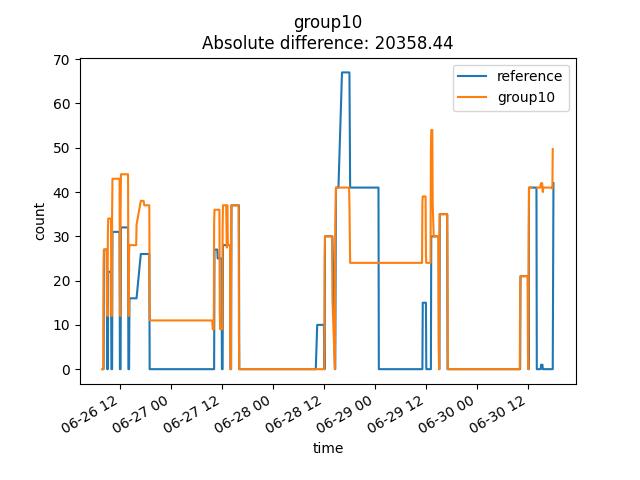 group10
Absolute difference: 20358.44
reference
group10
70
60
50
40
30
20
10
0
count
06-26 12
06-27 00
06-27 12
06-28 00
06-28 12
06-29 00
06-29 12
06-30 00
06-30 12
time